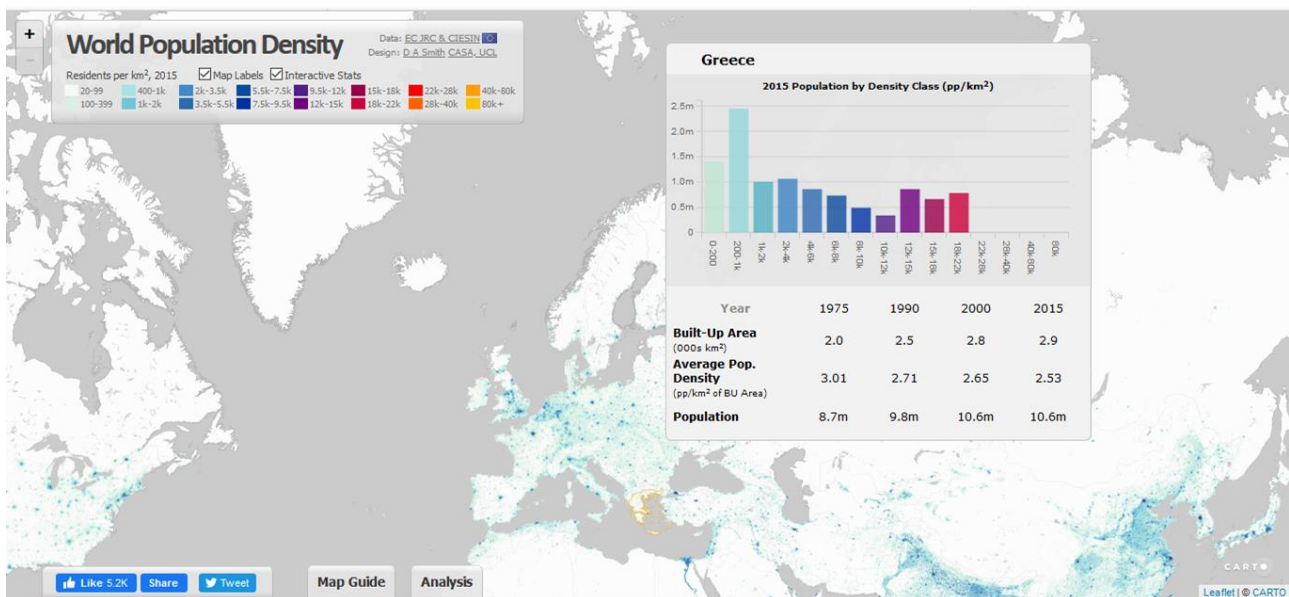 +
−
World Population Density
Data: EC JRC & CIESIN
Design: D A Smith CASA, UCL
Residents per km², 2015 Map Labels Interactive Stats
20-99 400-1k 2k-3.5k 5.5k-7.5k 9.5k-12k 15k-18k 22k-28k 40k-80k
100-399 1k-2k 3.5k-5.5k 7.5k-9.5k 12k-15k 18k-22k 28k-40k 80k+
Greece
2015 Population by Density Class (pp/km²)
2.5m
2.0m
1.5m
1.0m
0.5m
0
0-200 200-1k 1k-2k 2k-4k 4k-6k 6k-8k 8k-10k 10k-12k 12k-15k 15k-18k 18k-22k 22k-28k 28k-40k 40k-80k 80k
Year 1975 1990 2000 2015
Built-Up Area
(000s km²) 2.0 2.5 2.8 2.9
Average Pop.
Density 3.01 2.71 2.65 2.53
(pp/km² of BU Area)
Population 8.7m 9.8m 10.6m 10.6m
Like 5.2K Share Tweet
Map Guide Analysis
CARTO
Leaflet | © CARTO